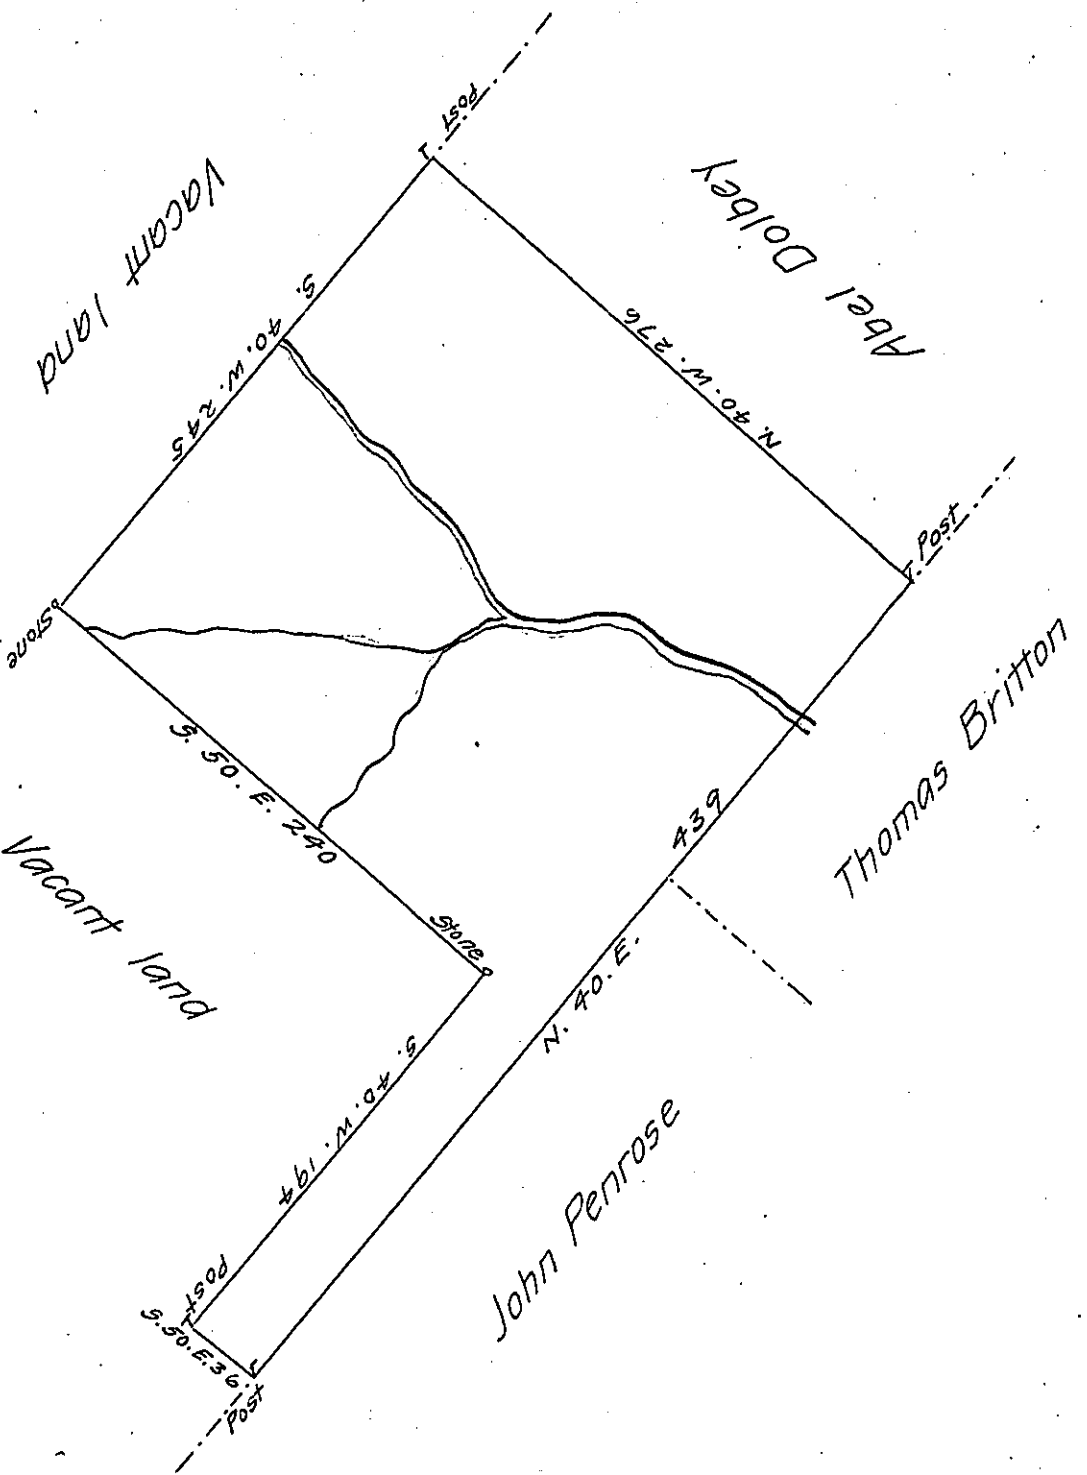 Post
Abel Dolbey
Vacant land
N. 40. W. 276
S. 40. W. 245
Post
Thomas Britton
Stone
S. 50. E. 240
439
Vacant land
Stone
N. 40. E.
S. 40. W. 194
John Penrose
Post
S. 50. E. 36.
Post